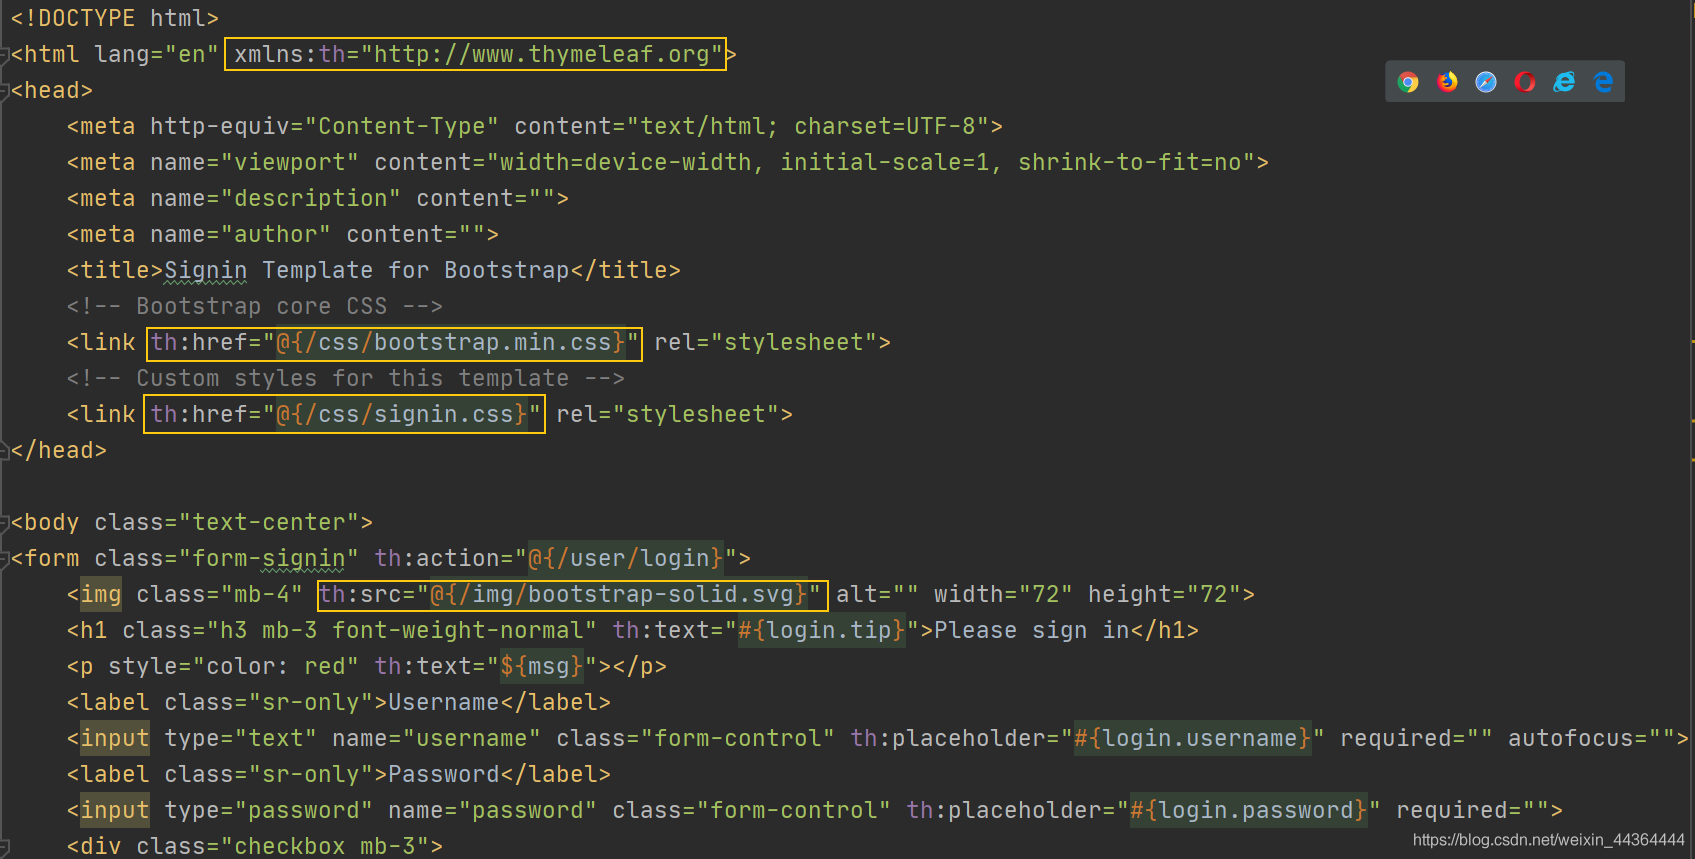 <!DOCTYPE html>
<html lang="en" xmlns:th="http://www.thymeleaf.org">
<head>
    <meta http-equiv="Content-Type" content="text/html; charset=UTF-8">
    <meta name="viewport" content="width=device-width, initial-scale=1, shrink-to-fit=no">
    <meta name="description" content="">
    <meta name="author" content="">
    <title>Signin Template for Bootstrap</title>
    <!-- Bootstrap core CSS -->
    <link th:href="@{/css/bootstrap.min.css}" rel="stylesheet">
    <!-- Custom styles for this template -->
    <link th:href="@{/css/signin.css}" rel="stylesheet">
</head>

<body class="text-center">
<form class="form-signin" th:action="@{/user/login}">
    <img class="mb-4" th:src="@{/img/bootstrap-solid.svg}" alt="" width="72" height="72">
    <h1 class="h3 mb-3 font-weight-normal" th:text="#{login.tip}">Please sign in</h1>
    <p style="color: red" th:text="${msg}"></p>
    <label class="sr-only">Username</label>
    <input type="text" name="username" class="form-control" th:placeholder="#{login.username}" required="" autofocus="">
    <label class="sr-only">Password</label>
    <input type="password" name="password" class="form-control" th:placeholder="#{login.password}" required="">
    <div class="checkbox mb-3">
https://blog.csdn.net/weixin_44364444